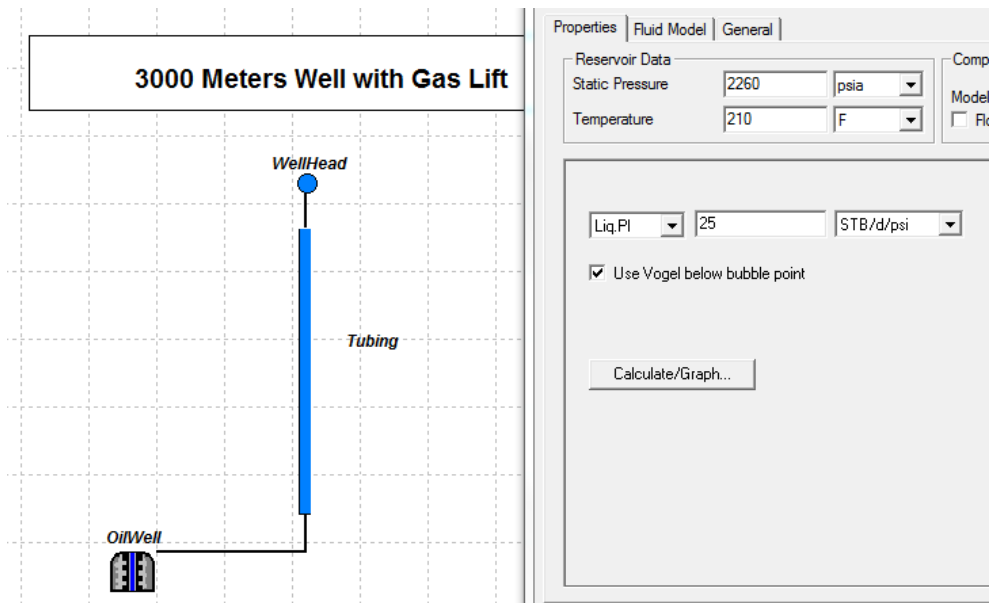 3000 Meters Well with Gas Lift
WellHead
Tubing
OilWell
Properties
Fluid Model
General
Reservoir Data
Static Pressure
2260
psia
Temperature
210
F
Model
Liq.PI
25
STB/d/psi
Use Vogel below bubble point
Calculate/Graph...